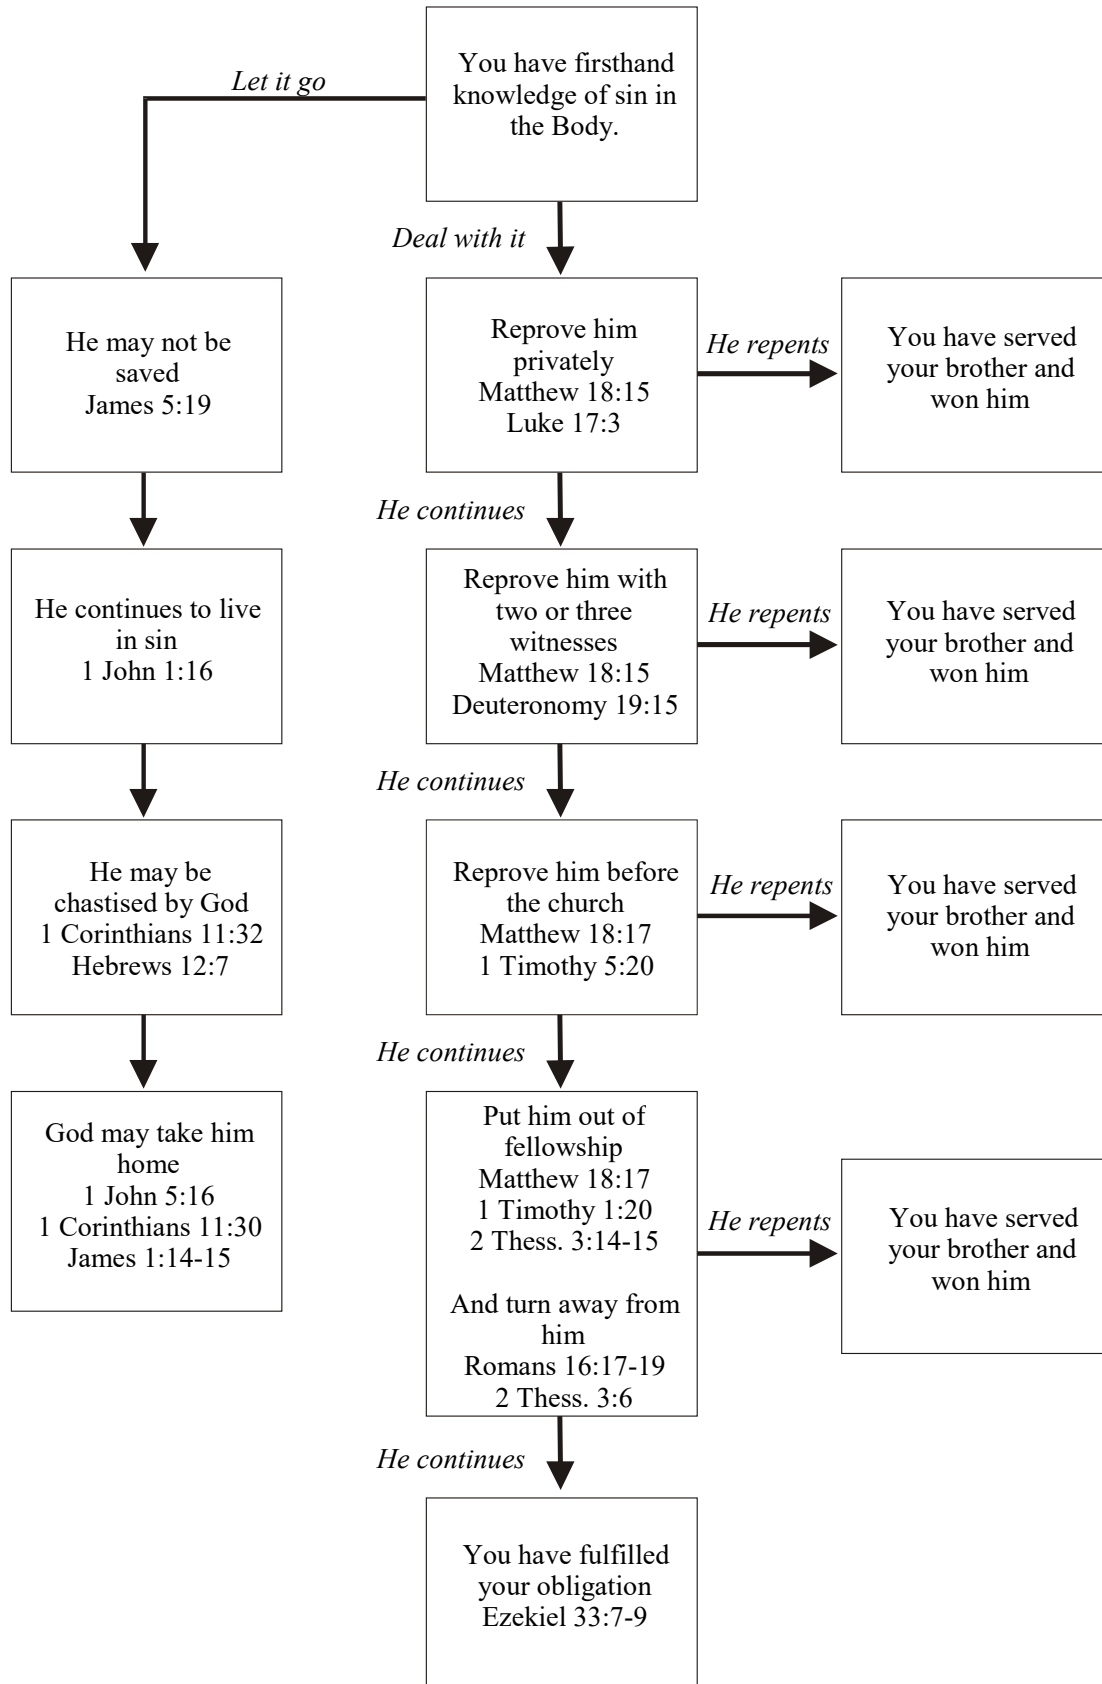 You have firsthand
knowledge of sin in
the Body.
Let it go
Deal with it
He may not be
saved
James 5:19
Reprove him
privately
Matthew 18:15
Luke 17:3
He repents
You have served
your brother and
won him
He continues
He continues to live
in sin
1 John 1:16
Reprove him with
two or three
witnesses
Matthew 18:15
Deuteronomy 19:15
He repents
You have served
your brother and
won him
He continues
He may be
chastised by God
1 Corinthians 11:32
Hebrews 12:7
Reprove him before
the church
Matthew 18:17
1 Timothy 5:20
He repents
You have served
your brother and
won him
He continues
God may take him
home
1 John 5:16
1 Corinthians 11:30
James 1:14-15
Put him out of
fellowship
Matthew 18:17
1 Timothy 1:20
2 Thess. 3:14-15
And turn away from
him
Romans 16:17-19
2 Thess. 3:6
He repents
You have served
your brother and
won him
He continues
You have fulfilled
your obligation
Ezekiel 33:7-9